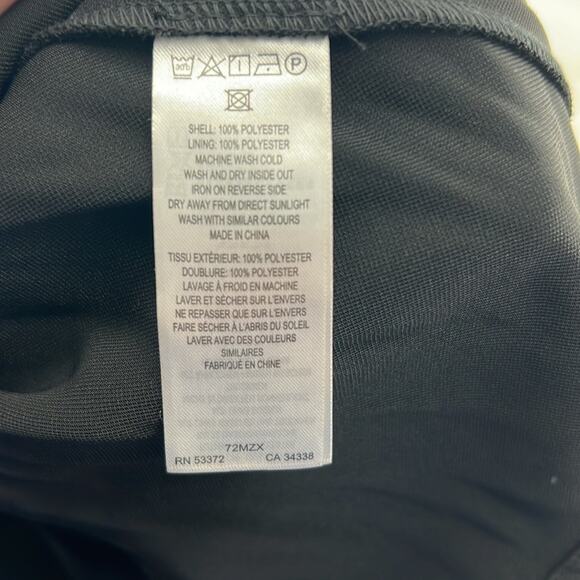 SHELL: 100% POLYESTER
LINING: 100% POLYESTER
MACHINE WASH COLD
WASH AND DRY INSIDE OUT
IRON ON REVERSE SIDE
DRY AWAY FROM DIRECT SUNLIGHT
WASH WITH SIMILAR COLOURS
MADE IN CHINA
TISSU EXTÉRIEUR: 100% POLYESTER
DOUBLURE: 100% POLYESTER
LAVAGE À FROID EN MACHINE
LAVER ET SÉCHER SUR L'ENVERS
NE REPASSER QUE SUR L'ENVERS
FAIRE SÉCHER À L'ABRIS DU SOLEIL
LAVER AVEC DES COULEURS
SIMILAIRES
FABRIQUÉ EN CHINE
72MZX
RN 53372 CA 34338